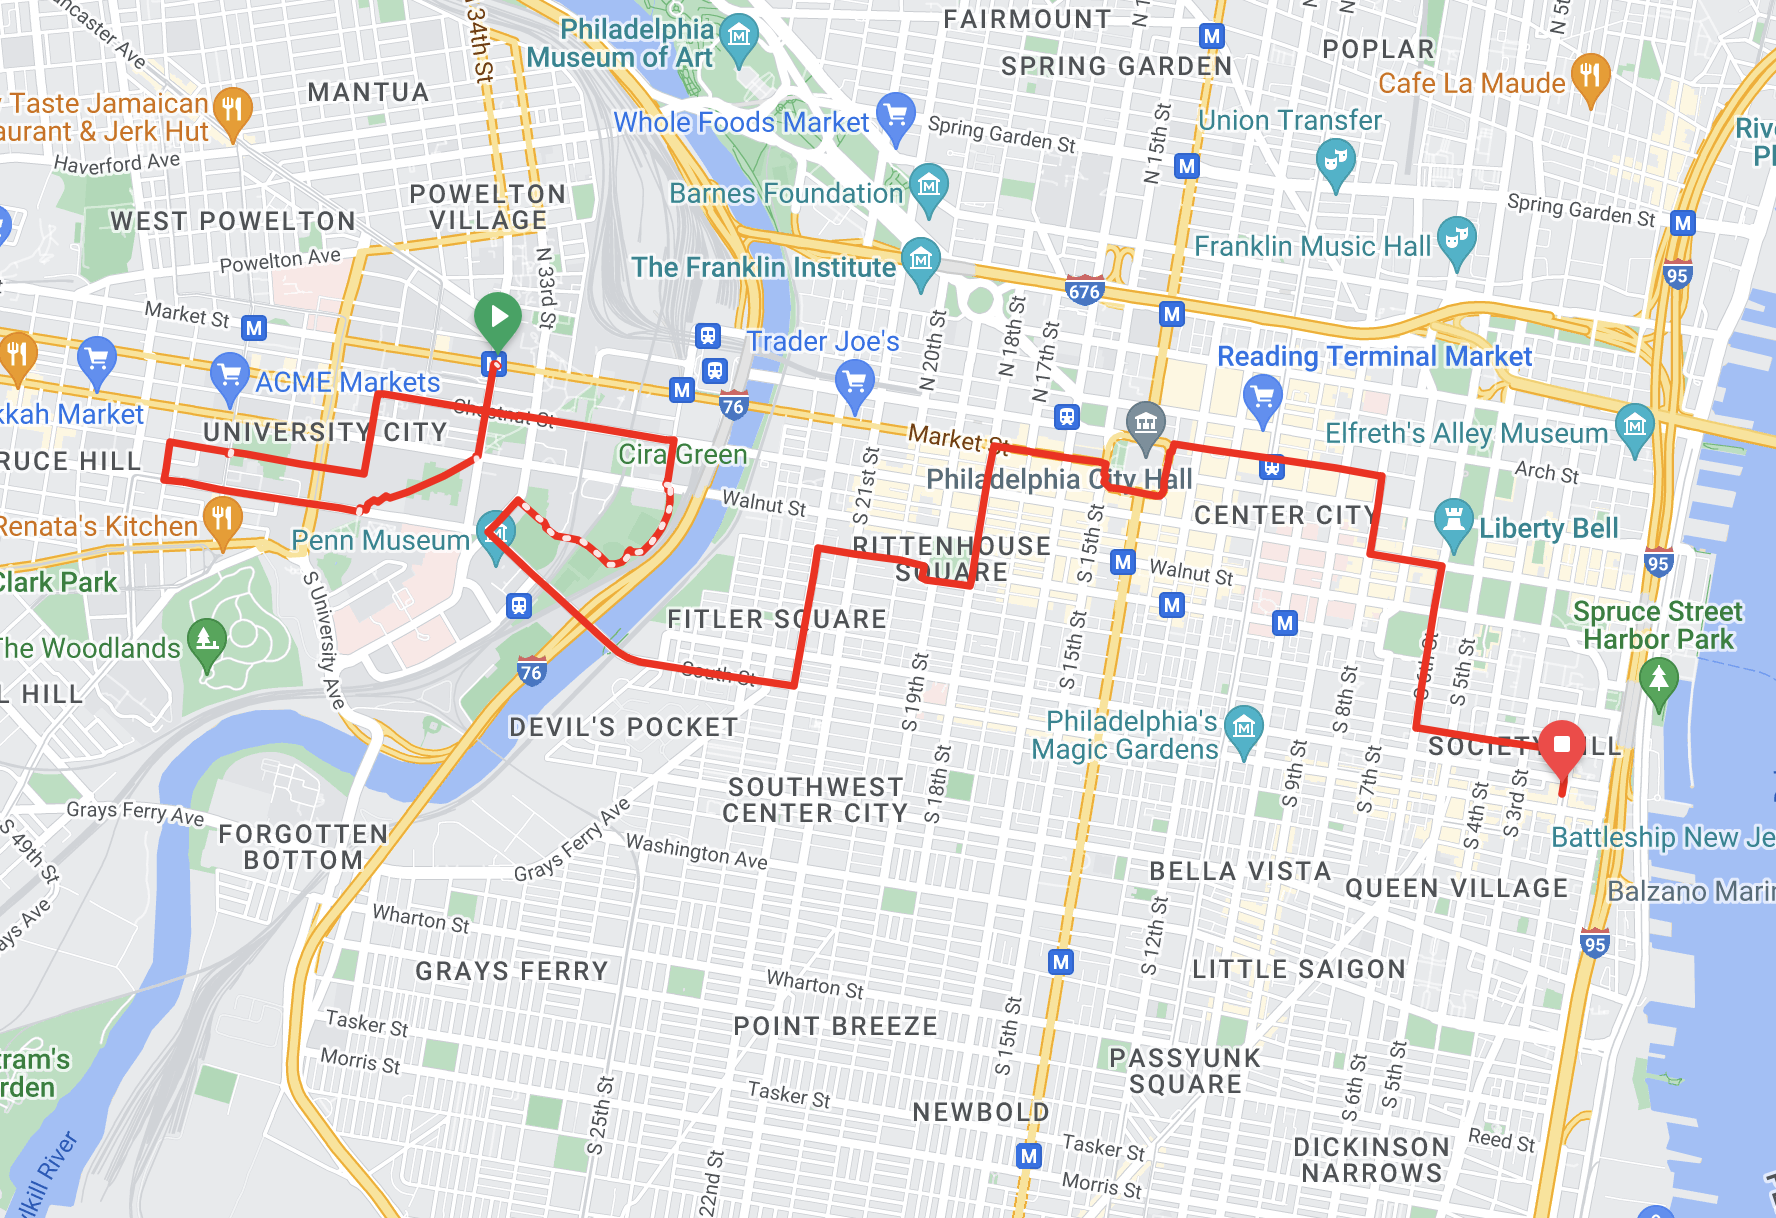 Lancaster Ave
N 34th St
Philadelphia
Museum of Art
FAIRMOUNT
SPRING GARDEN
POPLAR
Cafe La Maude
MANTUA
Taste Jamaican
aurant & Jerk Hut
Haverford Ave
Whole Foods Market
Spring Garden St
N 15th St
Union Transfer
M
M
POWELTON
VILLAGE
WEST POWELTON
Powelton Ave
N 33rd St
Barnes Foundation
Spring Garden St
M
Franklin Music Hall
The Franklin Institute
676
95
Market St
M
M
Trader Joe's
N 20th St
N 18th St
N 17th St
Reading Terminal Market
ACME Markets
kkah Market
M
M
76
Chestnut St
UNIVERSITY CITY
RUCE HILL
Cira Green
Market St
Philadelphia City Hall
Elfreth's Alley Museum
Arch St
Walnut St
S 21st St
S 15th St
CENTER CITY
Liberty Bell
Renata's Kitchen
Penn Museum
RITTENHOUSE
SQUARE
M
Walnut St
95
Clark Park
S University Ave
M
M
Spruce Street
Harbor Park
The Woodlands
FITLER SQUARE
South St
S 19th St
S 15th St
S 8th St
S 6th St
S 5th St
L HILL
76
DEVIL'S POCKET
Philadelphia's
Magic Gardens
SOCIETY HILL
SOUTHWEST
CENTER CITY
S 18th St
S 9th St
S 7th St
S 4th St
S 3rd St
Grays Ferry Ave
S 49th St
FORGOTTEN
BOTTOM
Grays Ferry Ave
Washington Ave
Battleship New Je
BELLA VISTA
QUEEN VILLAGE
Balzano Marin
ays Ave
Wharton St
S 12th St
95
GRAYS FERRY
M
LITTLE SAIGON
Wharton St
Tasker St
POINT BREEZE
S 15th St
Morris St
tram's
rden
PASSYUNK
SQUARE
S 6th St
S 5th St
S 25th St
Tasker St
NEWBOLD
Tasker St
Reed St
DICKINSON
NARROWS
M
Morris St
22nd St
ylkill River